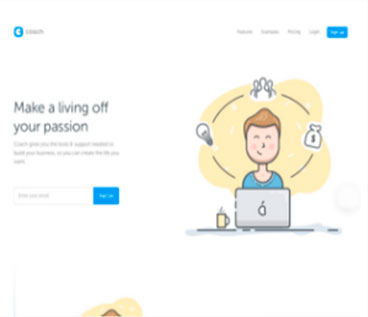 coach
Features Examples Pricing Login Sign up
Make a living off
your passion
Coach gives you the tools & support needed to
build your business, so you can create the life you
want.
Enter your email Sign up